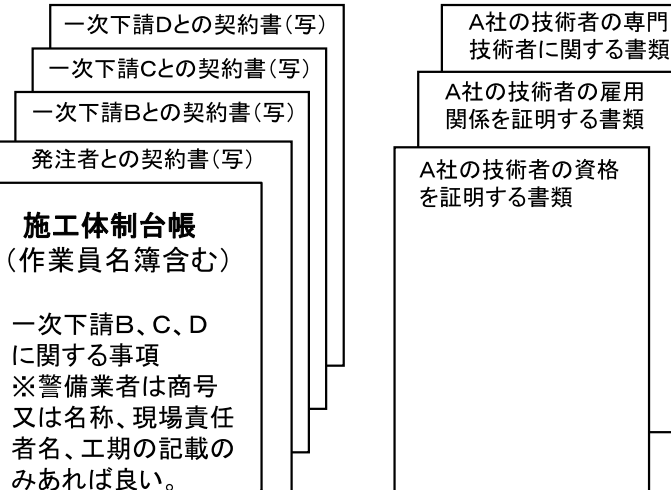 一次下請Dとの契約書（写）
一次下請Cとの契約書（写）
一次下請Bとの契約書（写）
発注者との契約書（写）
施工体制台帳
（作業員名簿含む）
一次下請B、C、D
に関する事項
※警備業者は商号
又は名称、現場責任
者名、工期の記載の
みあれば良い。
A社の技術者の専門
技術者に関する書類
A社の技術者の雇用
関係を証明する書類
A社の技術者の資格
を証明する書類